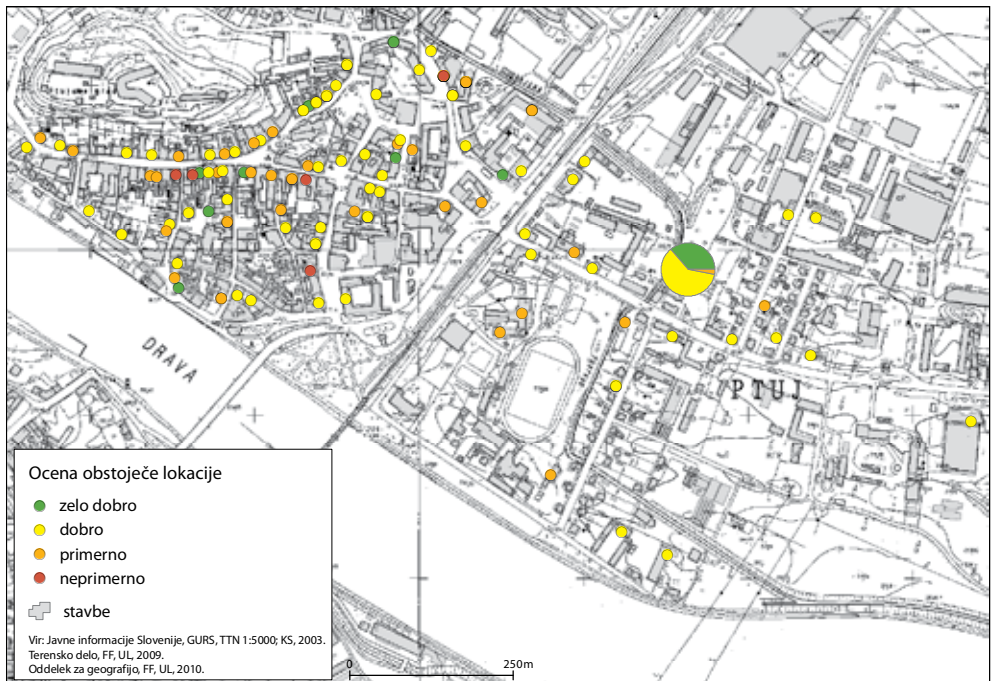 DRAVA
PTUJ
Ocena obstoječe lokacije
zelo dobro
dobro
primerno
neprimerno
stavbe
Vir: Javne informacije Slovenije, GURS, TTN 1:5000; KS, 2003.
Terensko delo, FF, UL, 2009.
Oddelek za geografijo, FF, UL, 2010.
0 250m